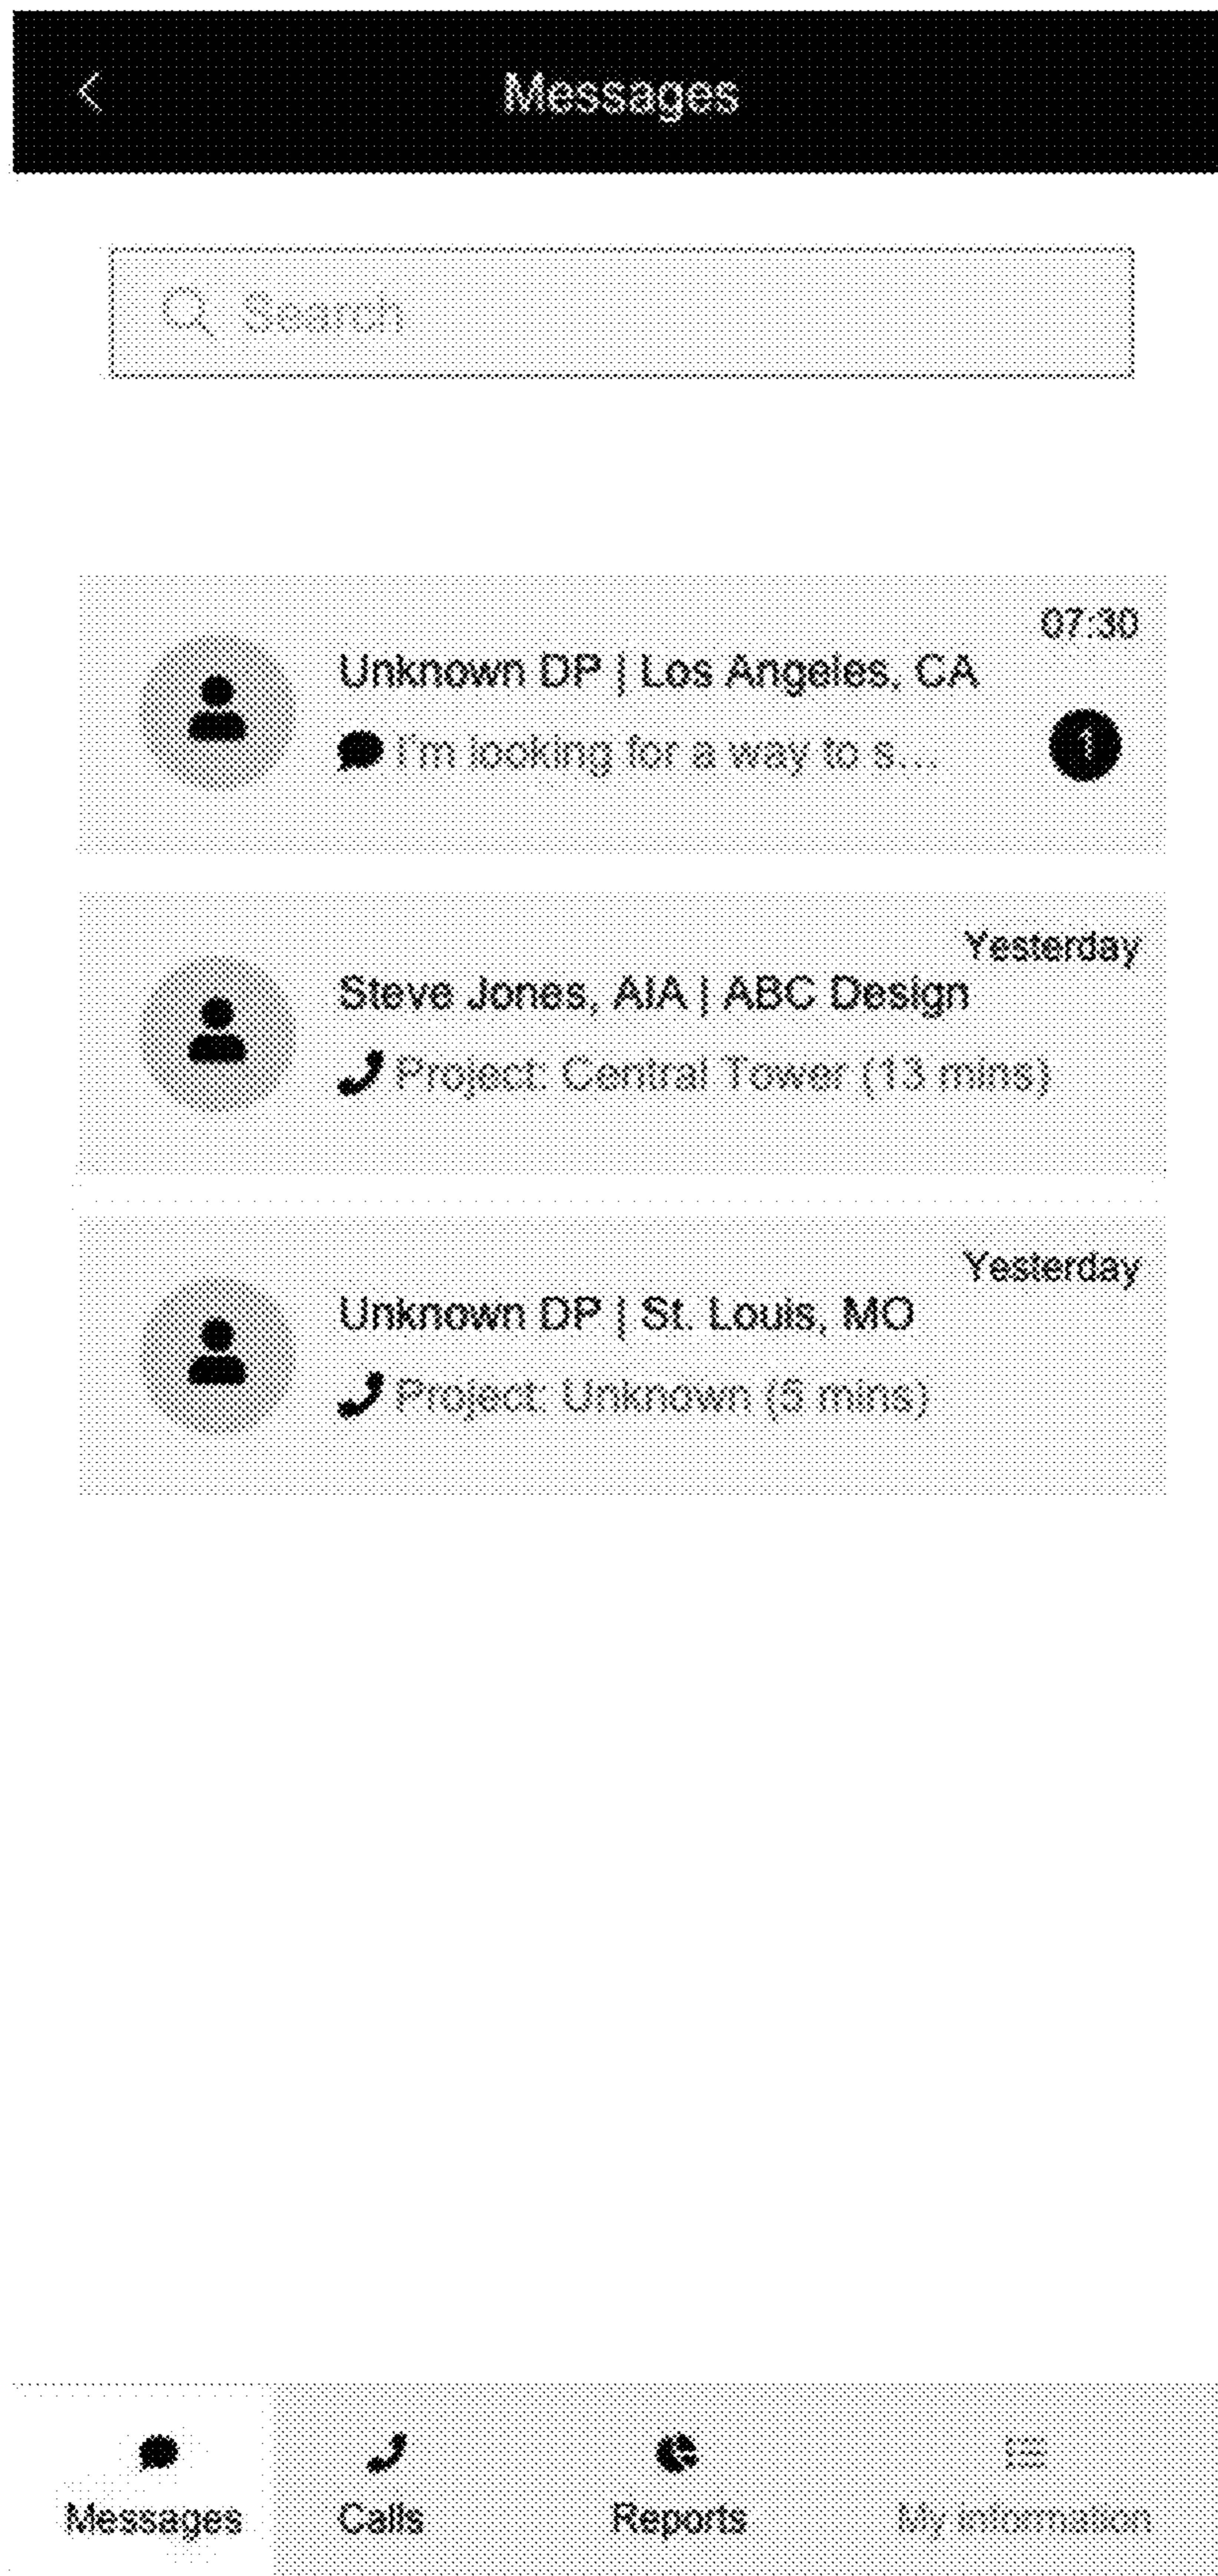 Messages
Search
07:30
Unknown DP | Los Angeles, CA
I'm looking for a way to s...
1
Yesterday
Steve Jones, AIA | ABC Design
Project: Central Tower (13 mins)
Yesterday
Unknown DP | St. Louis, MO
Project: Unknown (5 mins)
Messages Calls Reports My information